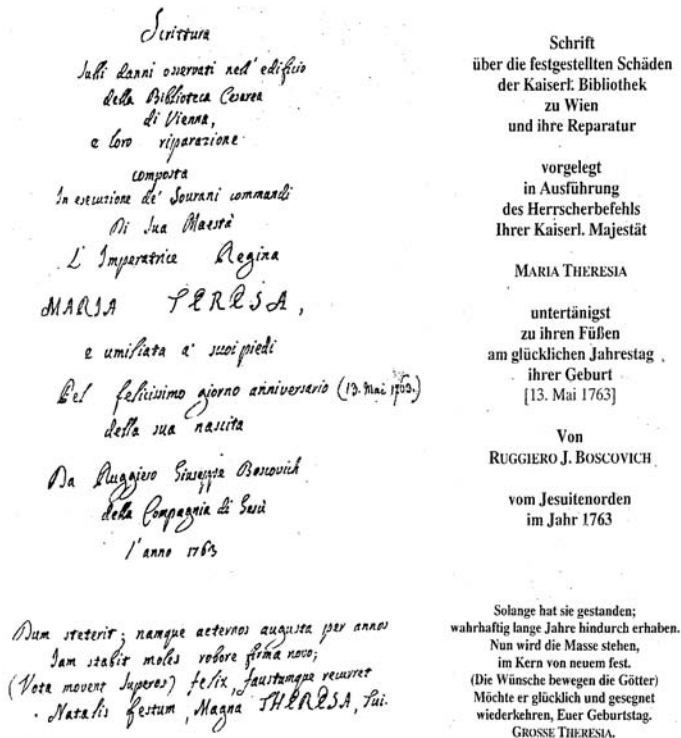 Scrittura
Sulli danni osservati nell' edificio
della Biblioteca Cesarea
di Vienna,
e loro riparazione
composta
In esecuzione de' Sovrani commandi
Di Sua Maestà
L' Imperatrice Regina
MARIA TERESA,
e umiliata a' suoi piedi
Pel felicissimo giorno anniversario (13. Mai 1763.)
della sua nascita
Da Ruggiero Giuseppe Boscovich
della Compagnia di Gesù
l'anno 1763
Dum steterit; namque aeternos augusta per annos
Iam stabit moles robore firma novo;
(Vota movent Superos) felix, faustumque recurret
Natalis festum, Magna THERESA, Tui.
Schrift
über die festgestellten Schäden
der Kaiserl. Bibliothek
zu Wien
und ihre Reparatur
vorgelegt
in Ausführung
des Herrscherbefehls
Ihrer Kaiserl. Majestät
MARIA THERESIA
untertänigst
zu ihren Füßen
am glücklichen Jahrestag
ihrer Geburt
[13. Mai 1763]
Von
RUGGIERO J. BOSCOVICH
vom Jesuitenorden
im Jahr 1763
Solange hat sie gestanden;
wahrhaftig lange Jahre hindurch erhaben.
Nun wird die Masse stehen,
im Kern von neuem fest.
(Die Wünsche bewegen die Götter)
Möchte er glücklich und gesegnet
wiederkehren, Euer Geburtstag.
GROSSE THERESIA.